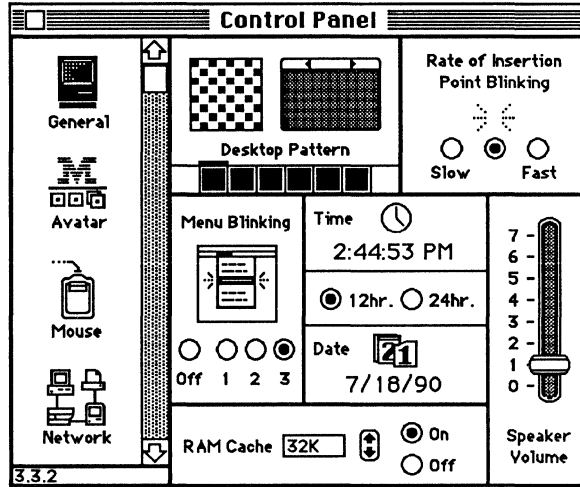 Control Panel
General
Avatar
Mouse
Network
3.3.2
Desktop Pattern
Rate of Insertion
Point Blinking
Slow Fast
Menu Blinking
Off 1 2 3
Time
2:44:53 PM
12hr. 24hr.
Date 21
7/18/90
7
6
5
4
3
2
1
0
Speaker
Volume
RAM Cache 32K On
Off